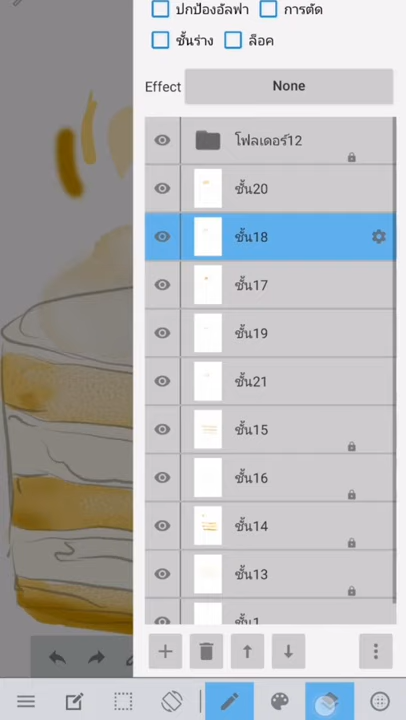 ปกป้องอัลฟา การตัด
ชั้นร่าง ล็อค
Effect None
โฟลเดอร์12
ชั้น20
ชั้น18
ชั้น17
ชั้น19
ชั้น21
ชั้น15
ชั้น16
ชั้น14
ชั้น13
ชั้น1